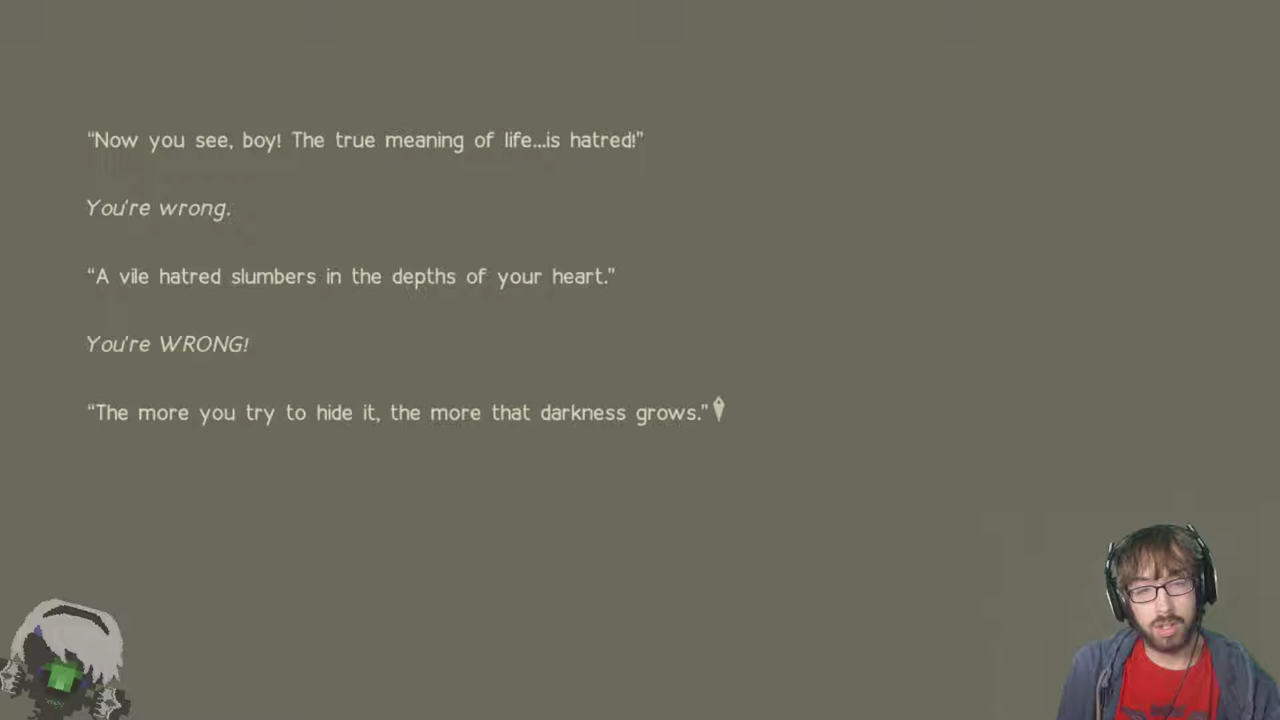 “Now you see, boy! The true meaning of life...is hatred!”
You're wrong.
“A vile hatred slumbers in the depths of your heart.”
You're WRONG!
“The more you try to hide it, the more that darkness grows.”